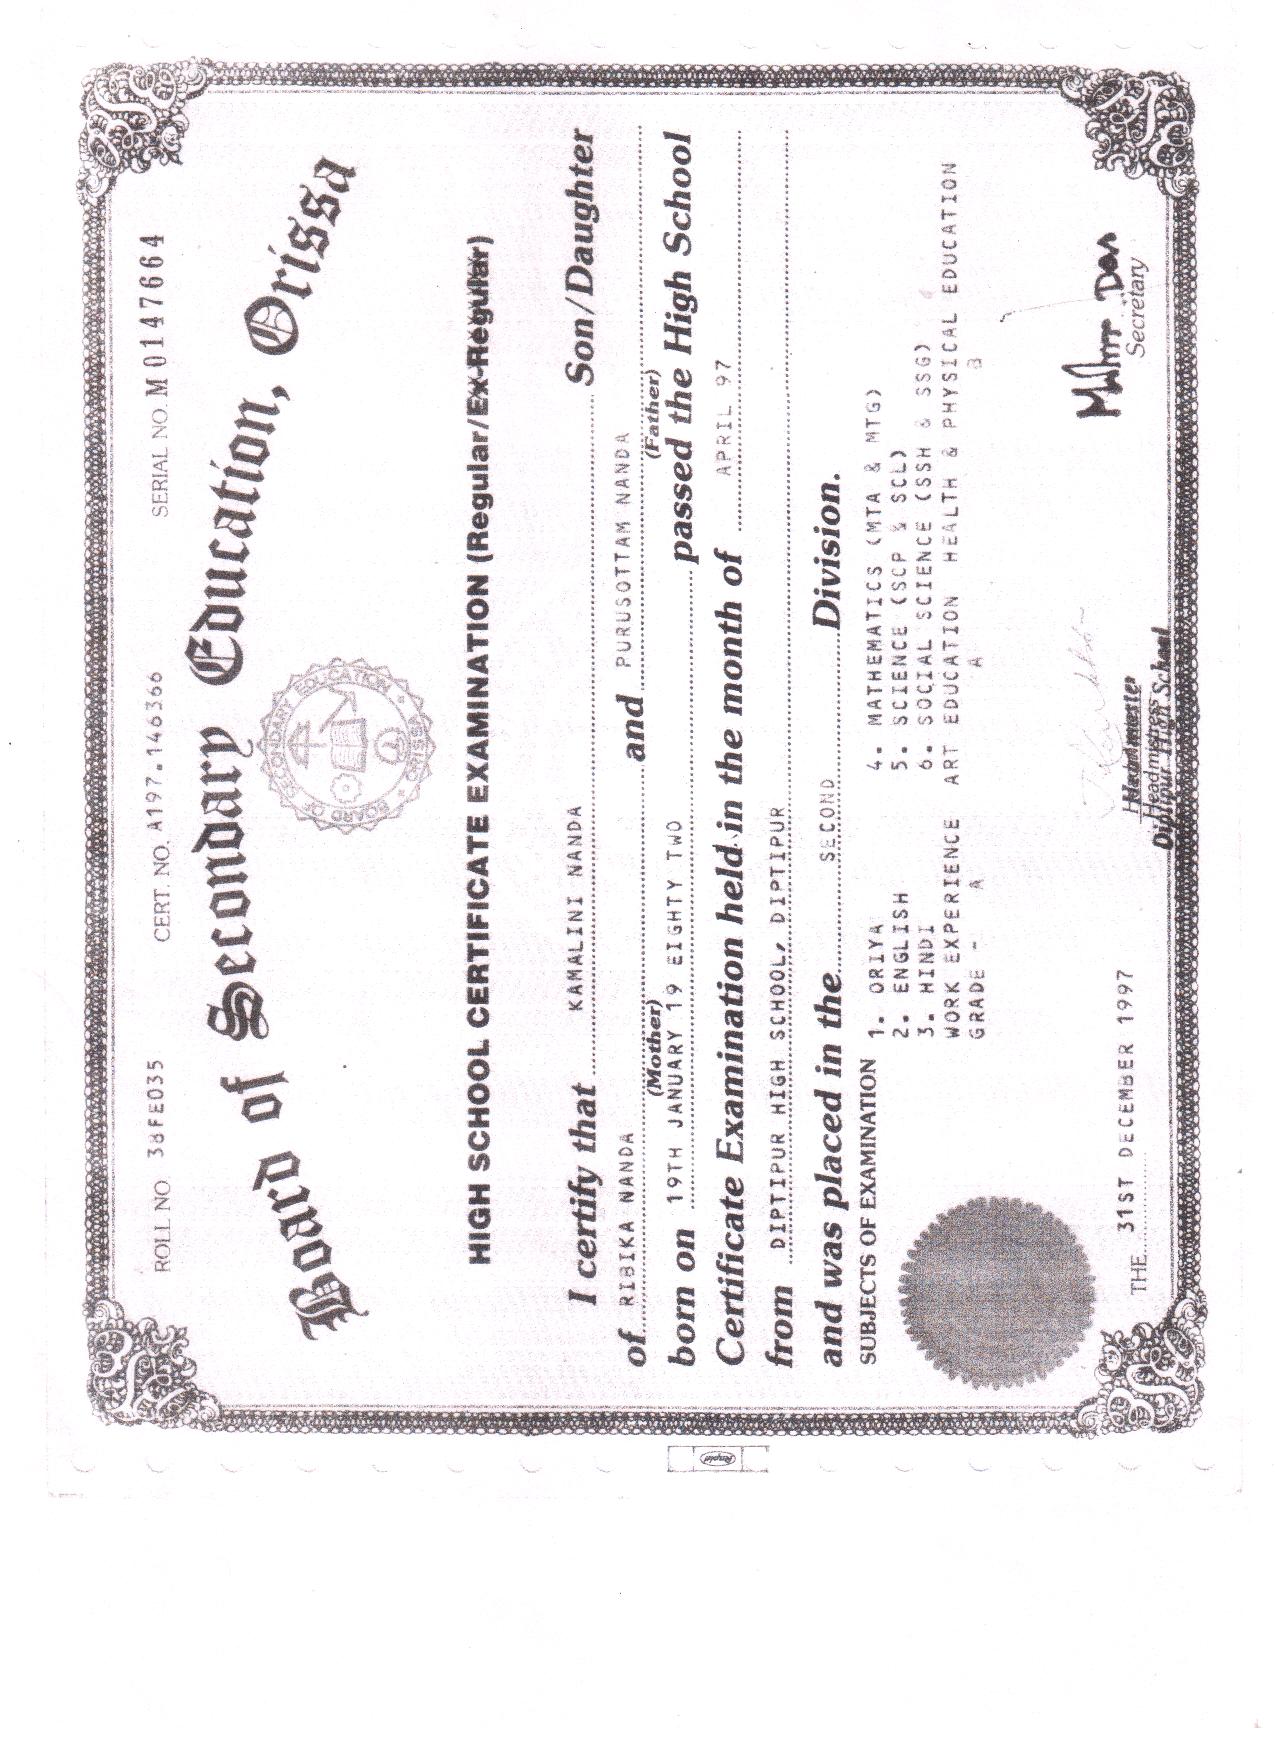 ROLL NO. 38FE035 CERT. NO. A197.146366 SERIAL NO. M 0147664
Board of Secondary Education, Orissa
BOARD OF SECONDARY EDUCATION ORISSA
HIGH SCHOOL CERTIFICATE EXAMINATION (Regular/Ex-Regular)
I certify that KAMALINI NANDA Son/Daughter
of RIBIKA NANDA and PURUSOTTAM NANDA
(Mother) (Father)
born on 19TH JANUARY 19 EIGHTY TWO passed the High School
Certificate Examination held in the month of APRIL 97
from DIPTIPUR HIGH SCHOOL, DIPTIPUR
and was placed in the SECOND Division.
SUBJECTS OF EXAMINATION 1. ORIYA 4. MATHEMATICS (MTA & MTG)
2. ENGLISH 5. SCIENCE (SCP & SCL)
3. HINDI 6. SOCIAL SCIENCE (SSH & SSG)
WORK EXPERIENCE ART EDUCATION HEALTH & PHYSICAL EDUCATION
GRADE - A A B
THE 31ST DECEMBER 1997
Headmaster
Headmistress
Diptipur High School
Secretary